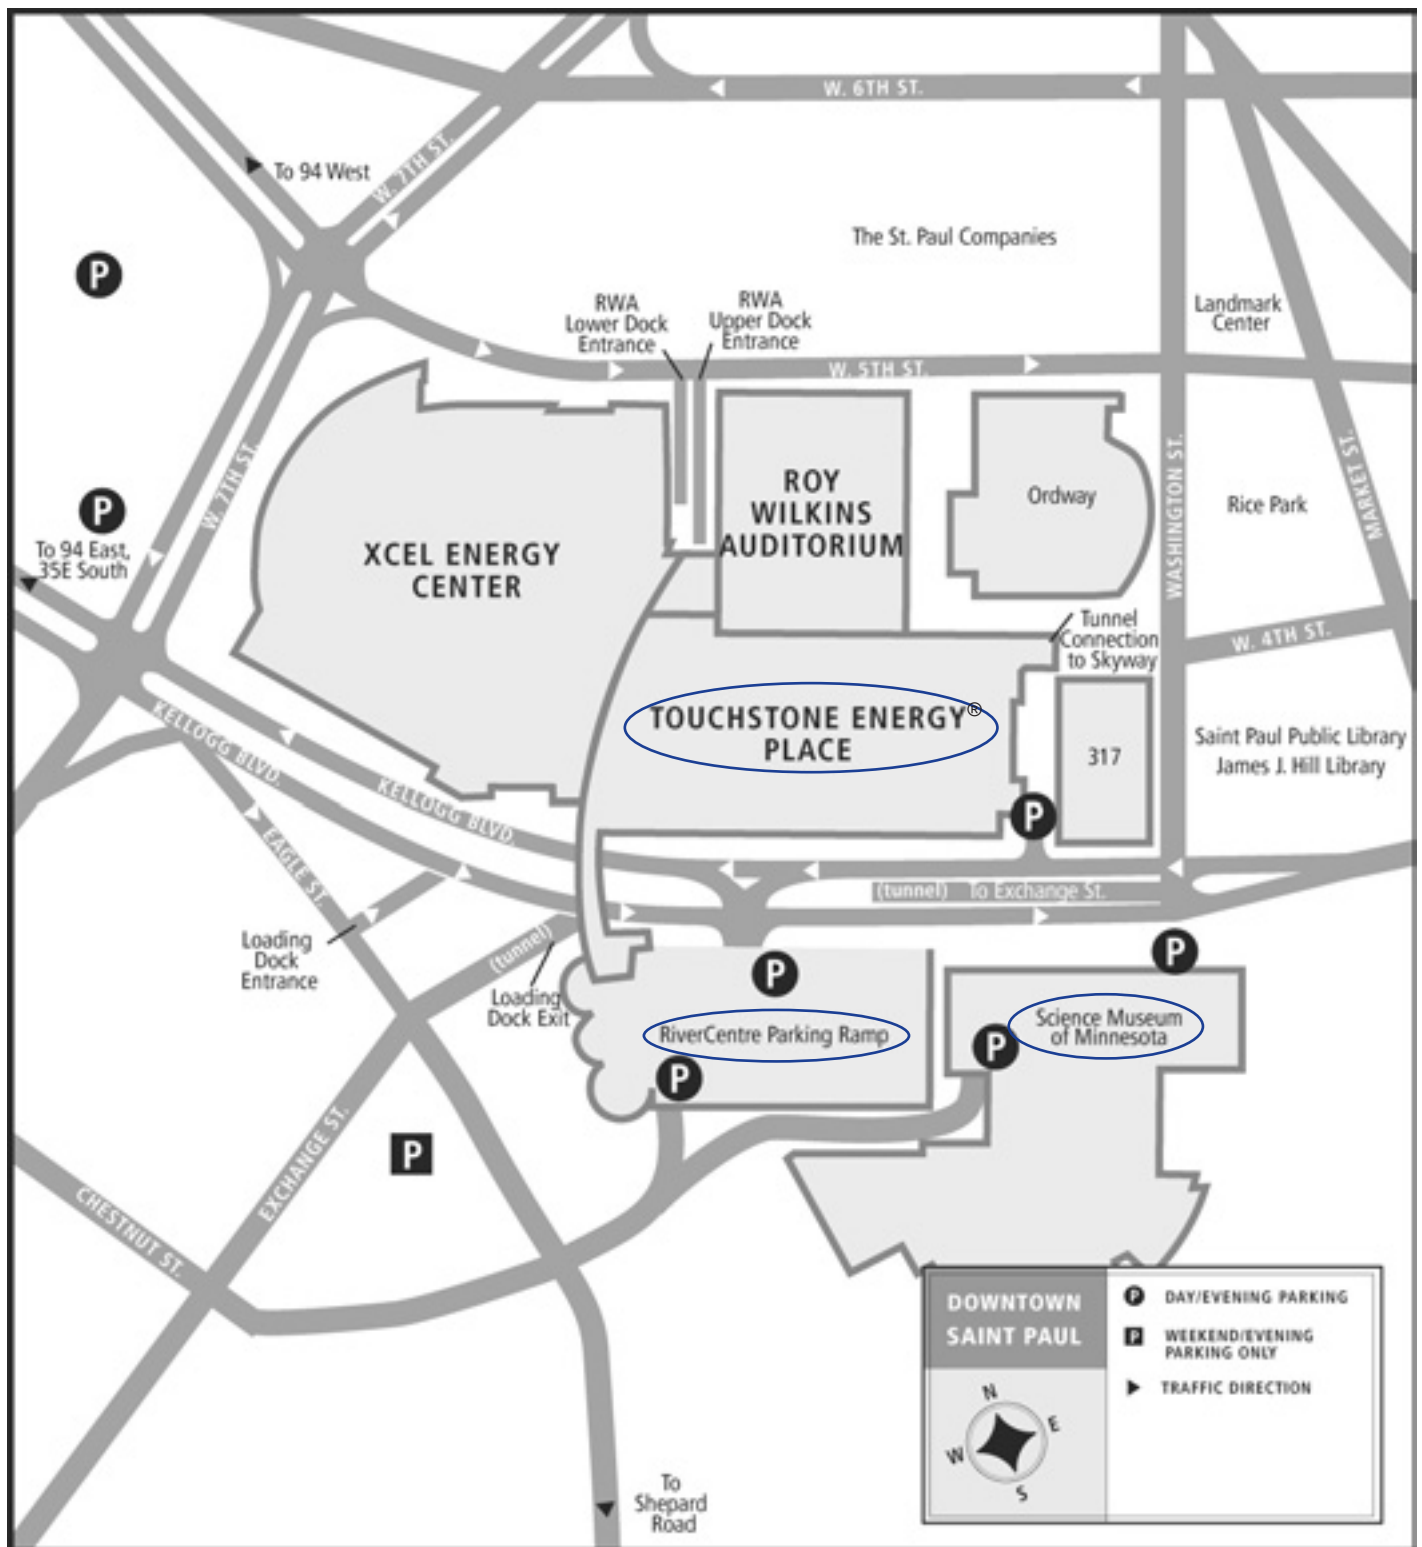 W. 6TH ST.
To 94 West
W. 7TH ST.
P
The St. Paul Companies
RWA
Lower Dock
Entrance
RWA
Upper Dock
Entrance
Landmark
Center
W. 5TH ST.
W. 7TH ST.
P
To 94 East,
35E South
XCEL ENERGY
CENTER
ROY
WILKINS
AUDITORIUM
Ordway
WASHINGTON ST.
Rice Park
MARKET ST.
Tunnel
Connection
to Skyway
W. 4TH ST.
TOUCHSTONE ENERGY®
PLACE
317
Saint Paul Public Library
James J. Hill Library
KELLOGG BLVD.
KELLOGG BLVD.
P
EAGLE ST.
(tunnel) To Exchange St.
Loading
Dock
Entrance
(tunnel)
Loading
Dock Exit
P
P
RiverCentre Parking Ramp
Science Museum
of Minnesota
P
P
EXCHANGE ST.
P
CHESTNUT ST.
To
Shepard
Road
DOWNTOWN
SAINT PAUL
N
E
W
S
P DAY/EVENING PARKING
P WEEKEND/EVENING
PARKING ONLY
TRAFFIC DIRECTION